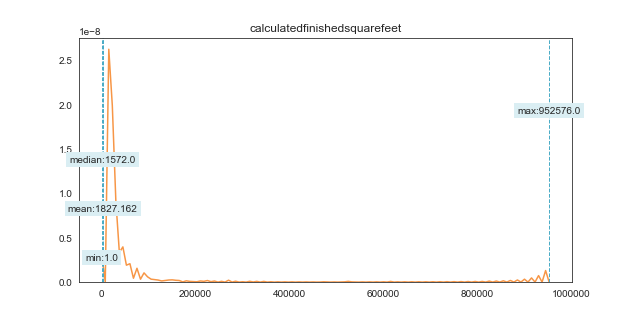 calculatedfinishedsquarefeet
1e−8
2.5
2.0
1.5
1.0
0.5
0.0
max:952576.0
median:1572.0
mean:1827.162
min:1.0
0
200000
400000
600000
800000
1000000